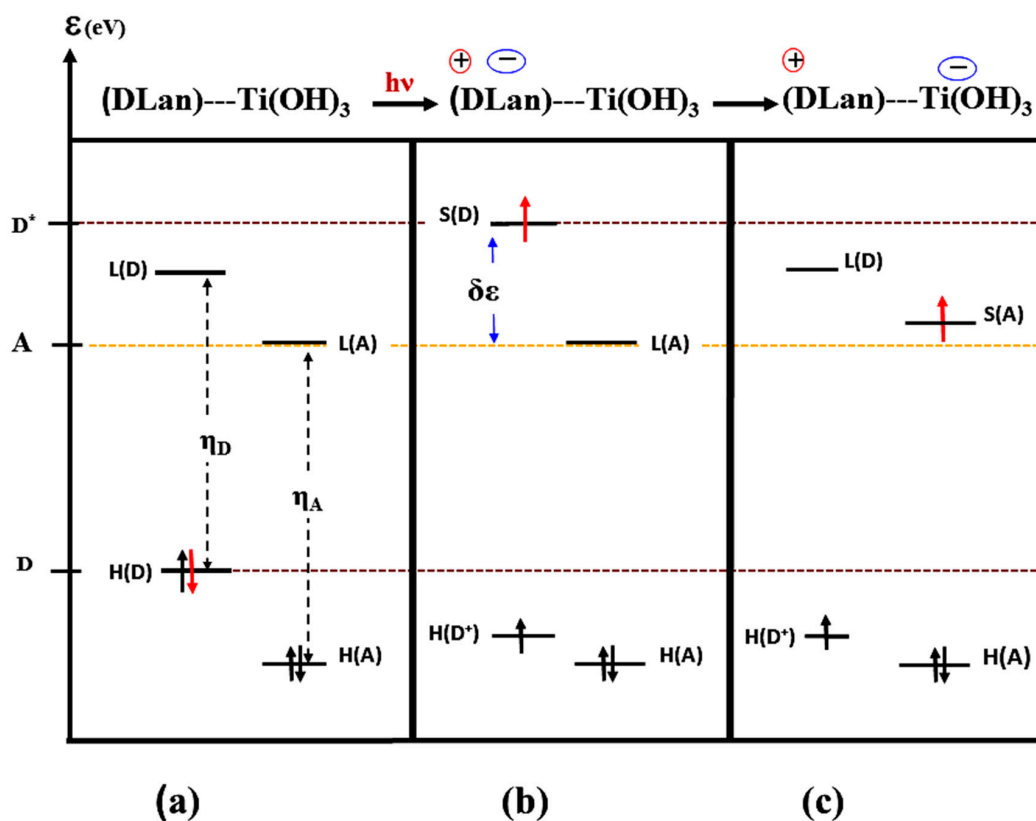 ε(eV)
(DLan)---Ti(OH)₃ hν (DLan)---Ti(OH)₃ (DLan)---Ti(OH)₃
+ − + −
D*
A
D
L(D)
L(A)
ηD
ηA
H(D)
H(A)
S(D)
δε
L(A)
H(D⁺)
H(A)
L(D)
S(A)
H(D⁺)
H(A)
(a) (b) (c)